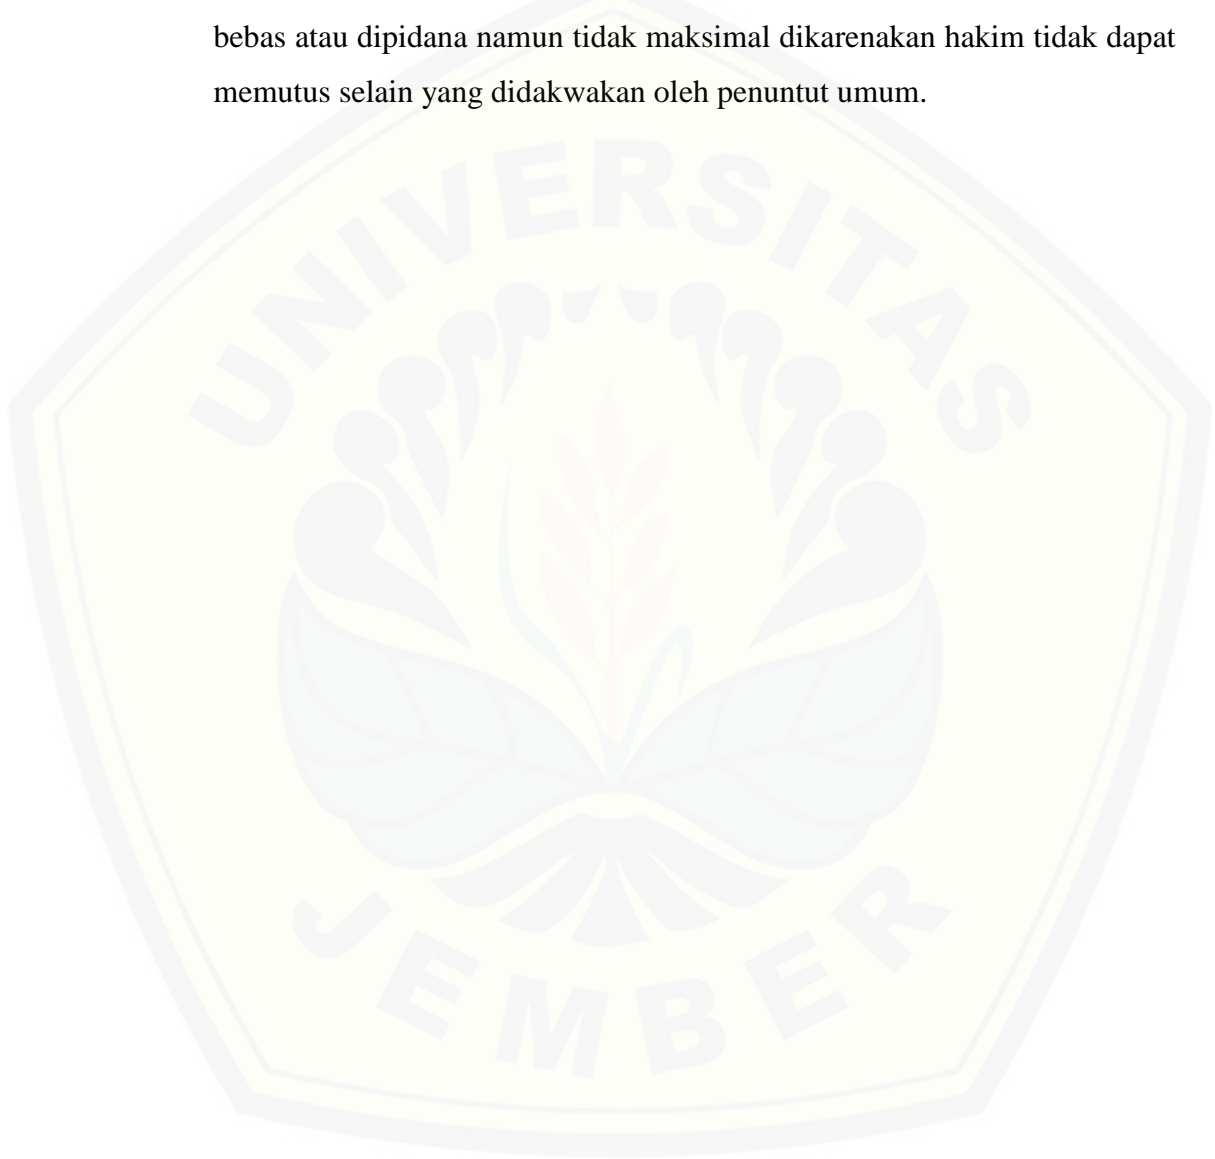 bebas atau dipidana namun tidak maksimal dikarenakan hakim tidak dapat
memutus selain yang didakwakan oleh penuntut umum.
UNIVERSITAS
JEMBER